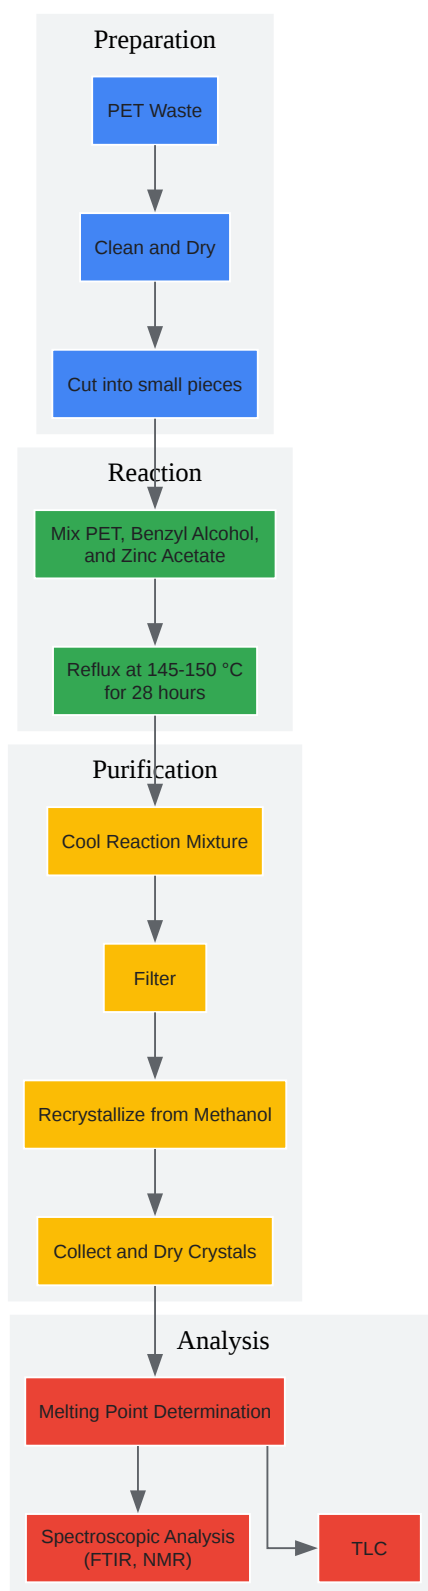 Preparation
PET Waste
Clean and Dry
Cut into small pieces
Reaction
Mix PET, Benzyl Alcohol,
and Zinc Acetate
Reflux at 145-150 °C
for 28 hours
Purification
Cool Reaction Mixture
Filter
Recrystallize from Methanol
Collect and Dry Crystals
Analysis
Melting Point Determination
Spectroscopic Analysis
(FTIR, NMR)
TLC